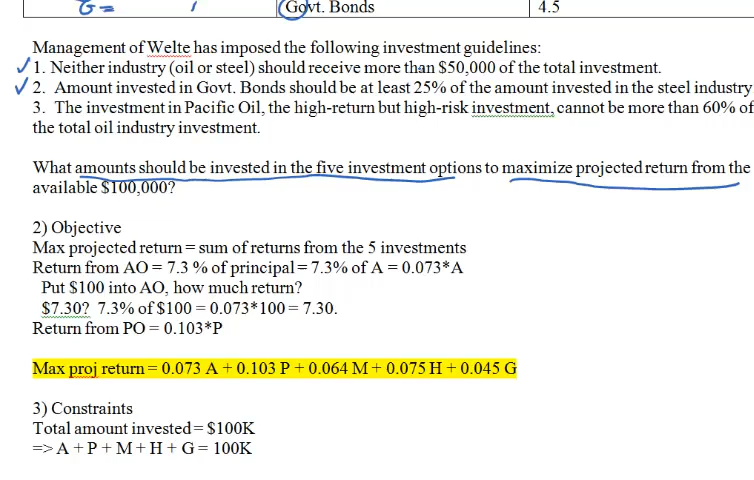 G = 1 Govt. Bonds 4.5
Management of Welte has imposed the following investment guidelines:
1. Neither industry (oil or steel) should receive more than $50,000 of the total investment.
2. Amount invested in Govt. Bonds should be at least 25% of the amount invested in the steel industry
3. The investment in Pacific Oil, the high-return but high-risk investment, cannot be more than 60% of
the total oil industry investment.
What amounts should be invested in the five investment options to maximize projected return from the
available $100,000?
2) Objective
Max projected return = sum of returns from the 5 investments
Return from AO = 7.3 % of principal = 7.3% of A = 0.073*A
Put $100 into AO, how much return?
$7.30? 7.3% of $100 = 0.073*100 = 7.30.
Return from PO = 0.103*P
Max proj return = 0.073 A + 0.103 P + 0.064 M + 0.075 H + 0.045 G
3) Constraints
Total amount invested = $100K
=> A + P + M + H + G = 100K